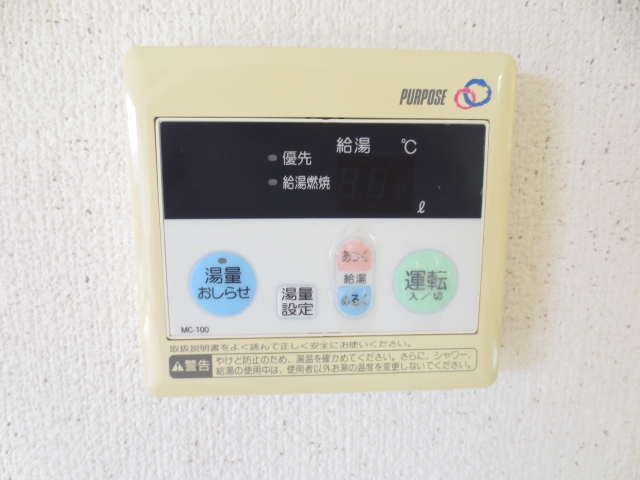 PURPOSE
給湯 ℃
優先
給湯燃焼
ℓ
湯量
おしらせ
湯量
設定
あつく
給湯
ぬるく
運転
入／切
MC-100
取扱説明書をよく読んで正しく安全にお使いください。
警告
やけど防止のため、湯温を確かめてください。さらに、シャワー、
給湯の使用中は、使用者以外お湯の温度を変更しないでください。